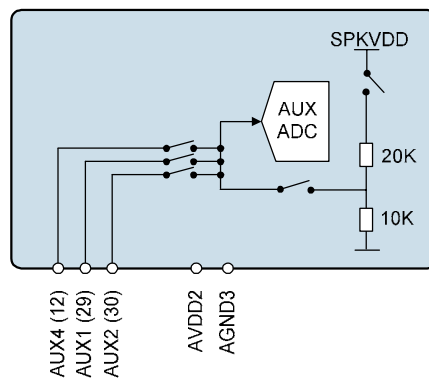 SPKVDD
AUX
ADC
20K
10K
AUX4 (12)
AUX1 (29)
AUX2 (30)
AVDD2
AGND3